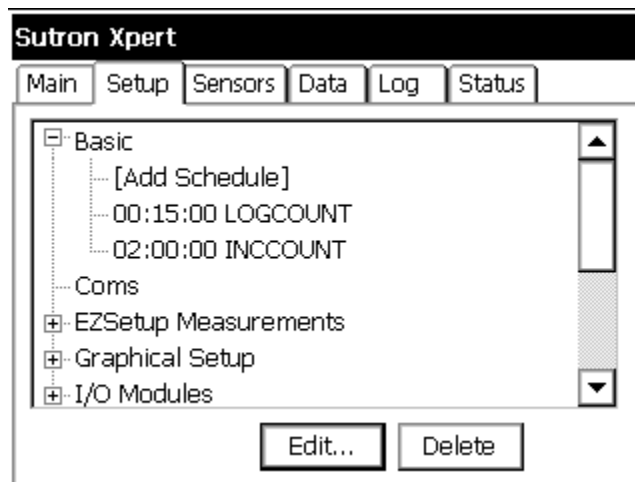 Sutron Xpert
Main Setup Sensors Data Log Status
Basic
[Add Schedule]
00:15:00 LOGCOUNT
02:00:00 INCCOUNT
Coms
EZSetup Measurements
Graphical Setup
I/O Modules
Edit... Delete